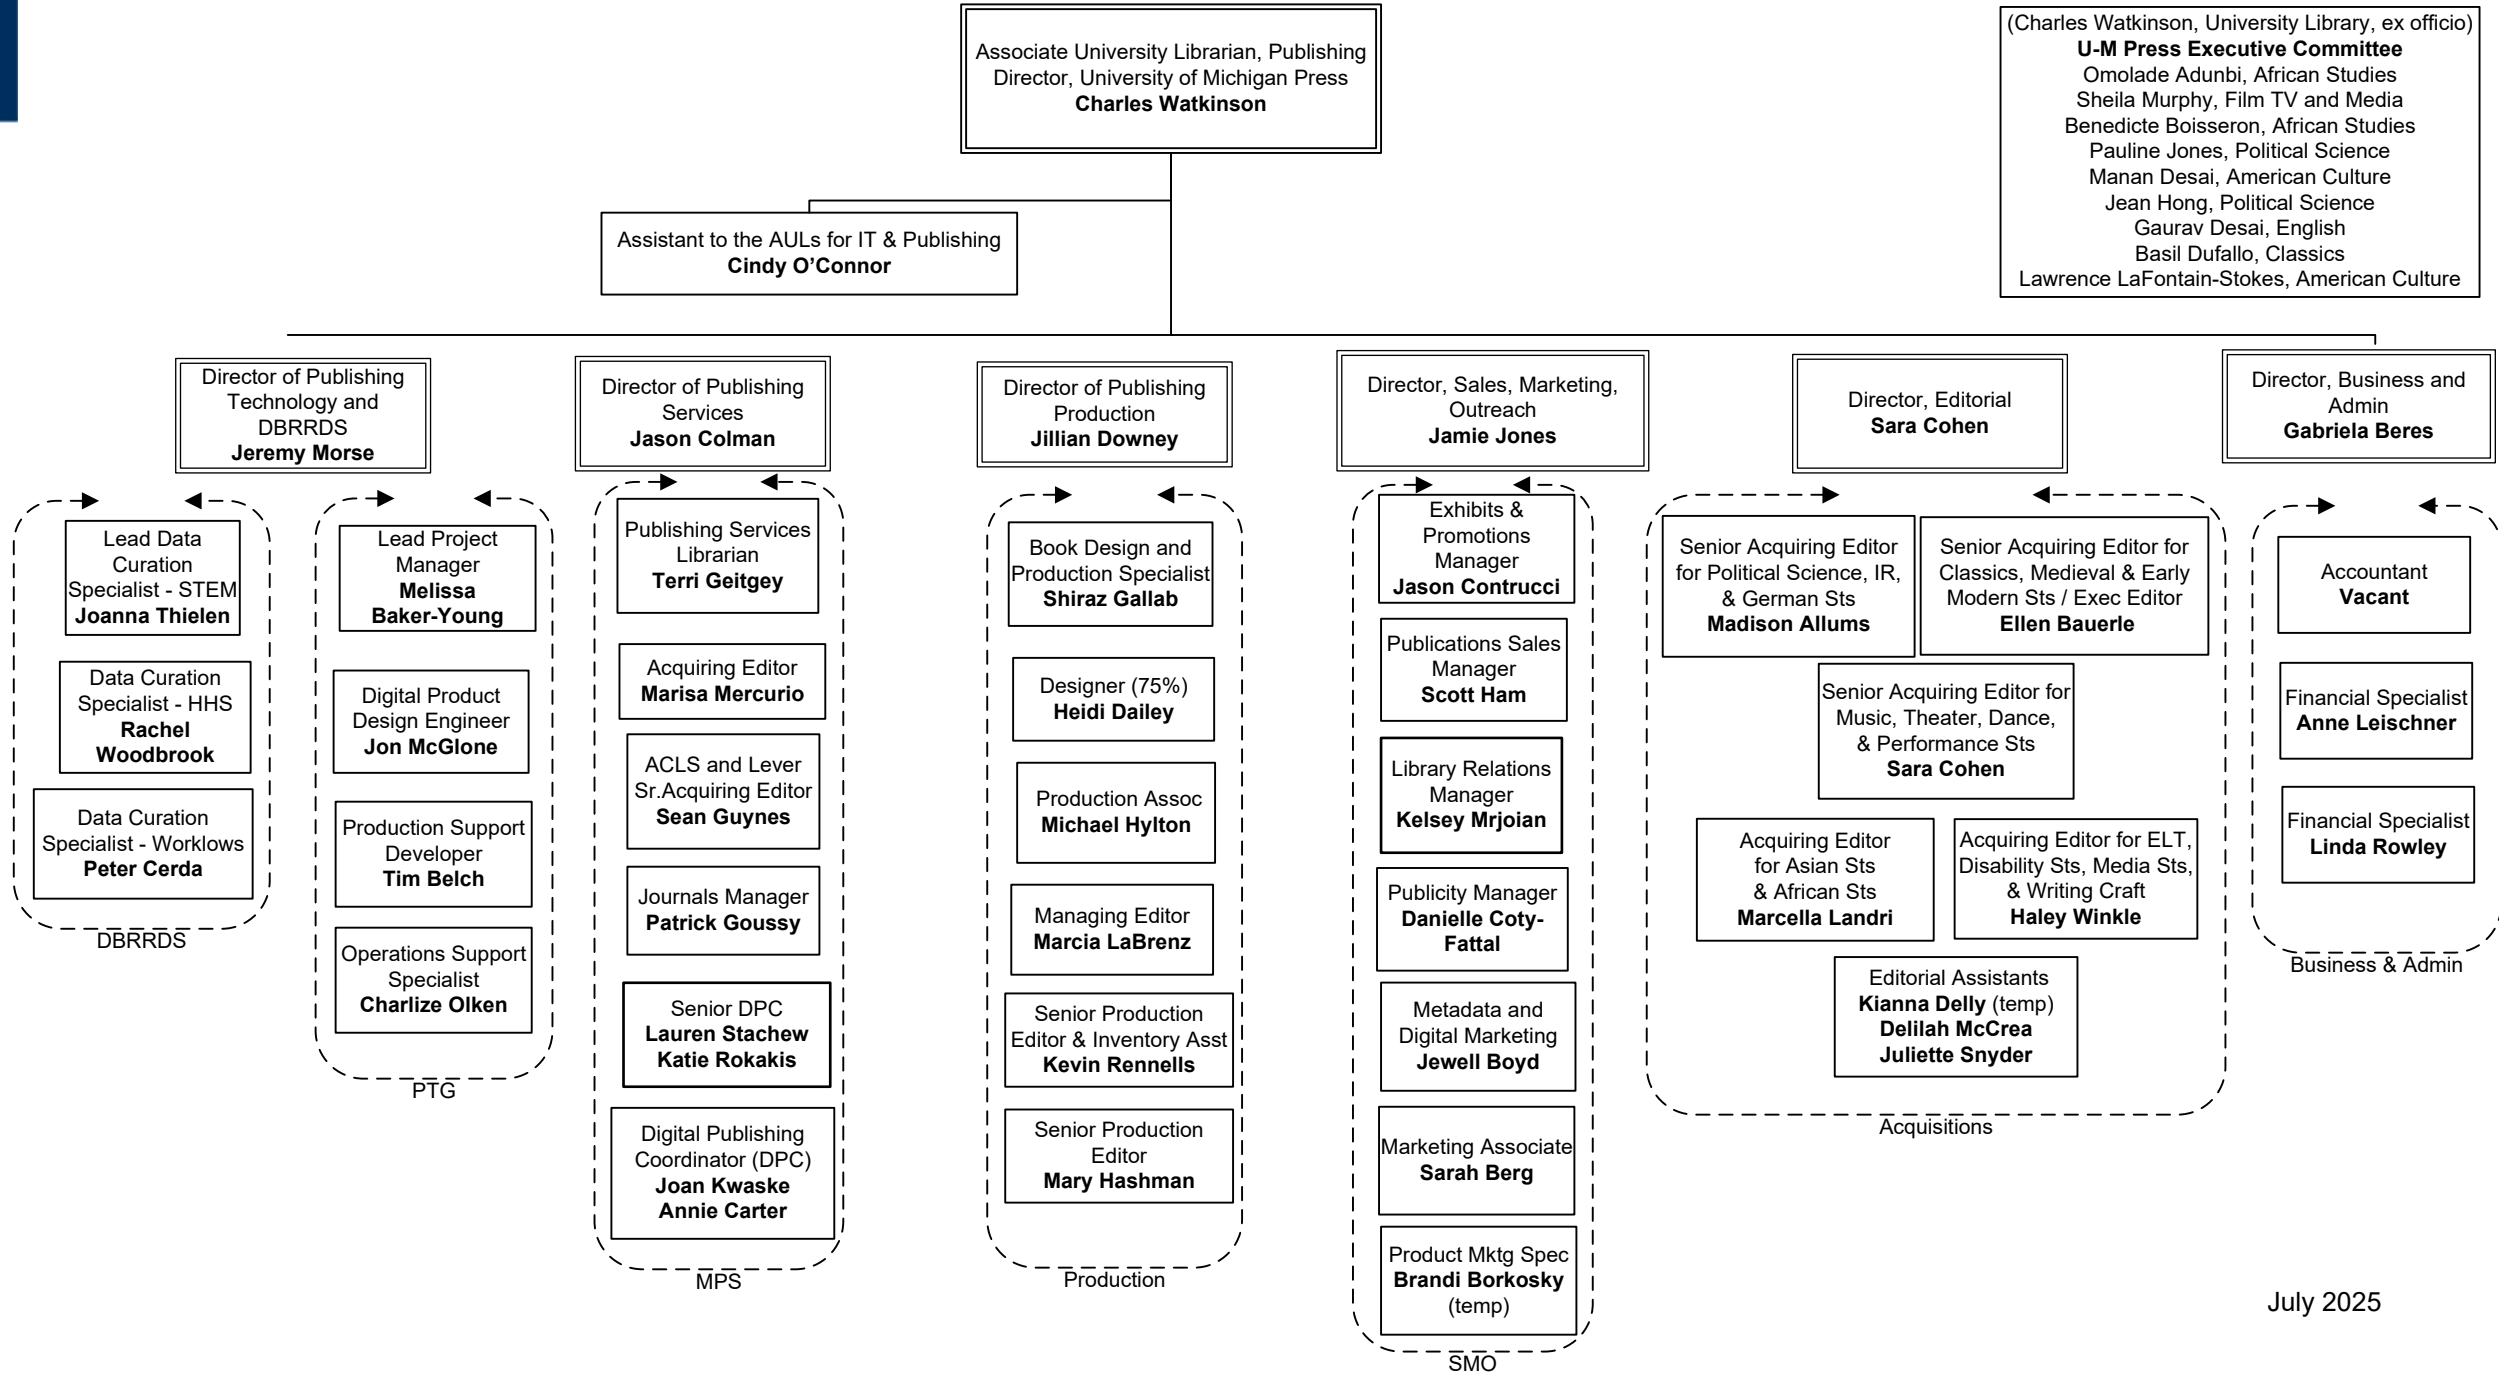 Associate University Librarian, Publishing
Director, University of Michigan Press
Charles Watkinson
(Charles Watkinson, University Library, ex officio)
U-M Press Executive Committee
Omolade Adunbi, African Studies
Sheila Murphy, Film TV and Media
Benedicte Boisseron, African Studies
Pauline Jones, Political Science
Manan Desai, American Culture
Jean Hong, Political Science
Gaurav Desai, English
Basil Dufallo, Classics
Lawrence LaFontain-Stokes, American Culture
Assistant to the AULs for IT & Publishing
Cindy O’Connor
Director of Publishing
Technology and
DBRRDS
Jeremy Morse
Director of Publishing
Services
Jason Colman
Director of Publishing
Production
Jillian Downey
Director, Sales, Marketing,
Outreach
Jamie Jones
Director, Editorial
Sara Cohen
Director, Business and
Admin
Gabriela Beres
Lead Data
Curation
Specialist - STEM
Joanna Thielen
Data Curation
Specialist - HHS
Rachel
Woodbrook
Data Curation
Specialist - Worklows
Peter Cerda
DBRRDS
Lead Project
Manager
Melissa
Baker-Young
Digital Product
Design Engineer
Jon McGlone
Production Support
Developer
Tim Belch
Operations Support
Specialist
Charlize Olken
PTG
Publishing Services
Librarian
Terri Geitgey
Acquiring Editor
Marisa Mercurio
ACLS and Lever
Sr.Acquiring Editor
Sean Guynes
Journals Manager
Patrick Goussy
Senior DPC
Lauren Stachew
Katie Rokakis
Digital Publishing
Coordinator (DPC)
Joan Kwaske
Annie Carter
MPS
Book Design and
Production Specialist
Shiraz Gallab
Designer (75%)
Heidi Dailey
Production Assoc
Michael Hylton
Managing Editor
Marcia LaBrenz
Senior Production
Editor & Inventory Asst
Kevin Rennells
Senior Production
Editor
Mary Hashman
Production
Exhibits &
Promotions
Manager
Jason Contrucci
Publications Sales
Manager
Scott Ham
Library Relations
Manager
Kelsey Mrjoian
Publicity Manager
Danielle Coty-
Fattal
Metadata and
Digital Marketing
Jewell Boyd
Marketing Associate
Sarah Berg
Product Mktg Spec
Brandi Borkosky
(temp)
SMO
Senior Acquiring Editor
for Political Science, IR,
& German Sts
Madison Allums
Senior Acquiring Editor for
Classics, Medieval & Early
Modern Sts / Exec Editor
Ellen Bauerle
Senior Acquiring Editor for
Music, Theater, Dance,
& Performance Sts
Sara Cohen
Acquiring Editor
for Asian Sts
& African Sts
Marcella Landri
Acquiring Editor for ELT,
Disability Sts, Media Sts,
& Writing Craft
Haley Winkle
Editorial Assistants
Kianna Delly (temp)
Delilah McCrea
Juliette Snyder
Acquisitions
Accountant
Vacant
Financial Specialist
Anne Leischner
Financial Specialist
Linda Rowley
Business & Admin
July 2025